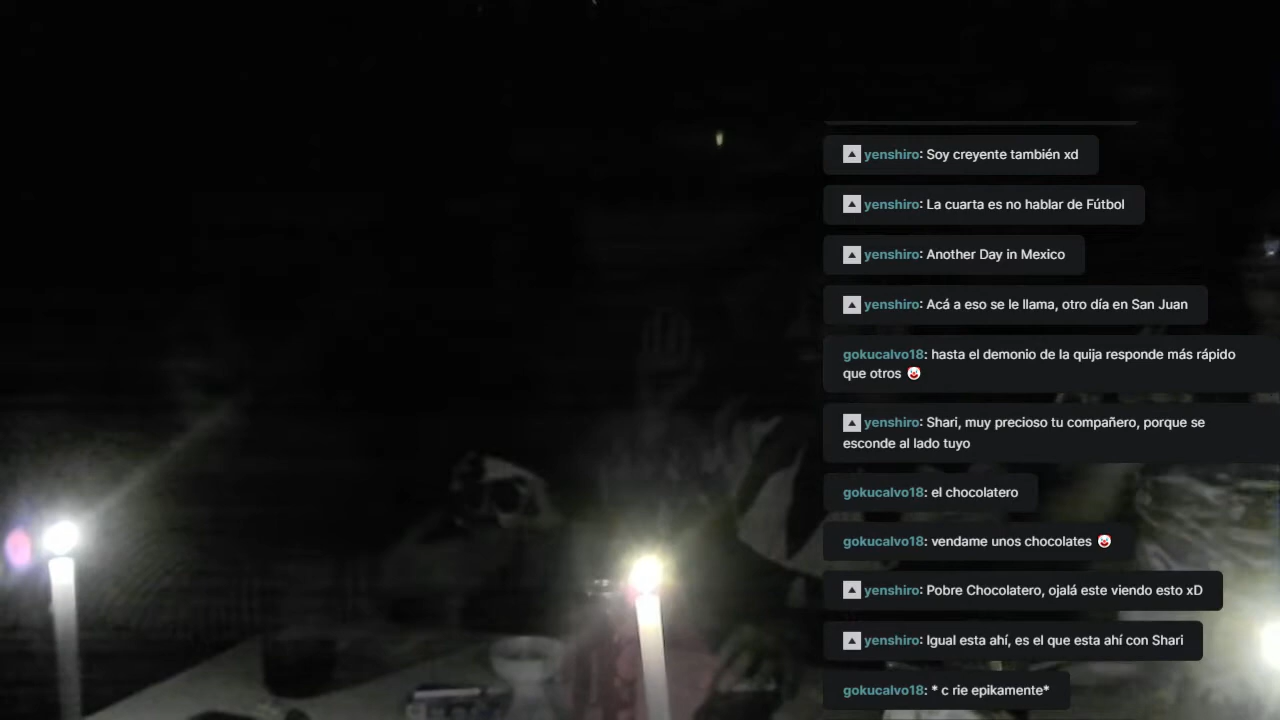 yenshiro: Soy creyente también xd
yenshiro: La cuarta es no hablar de Fútbol
yenshiro: Another Day in Mexico
yenshiro: Acá a eso se le llama, otro día en San Juan
gokucalvo18: hasta el demonio de la quija responde más rápido
que otros 🤡
yenshiro: Shari, muy precioso tu compañero, porque se
esconde al lado tuyo
gokucalvo18: el chocolatero
gokucalvo18: vendame unos chocolates 🤡
yenshiro: Pobre Chocolatero, ojalá este viendo esto xD
yenshiro: Igual esta ahí, es el que esta ahí con Shari
gokucalvo18: * c rie epikamente*